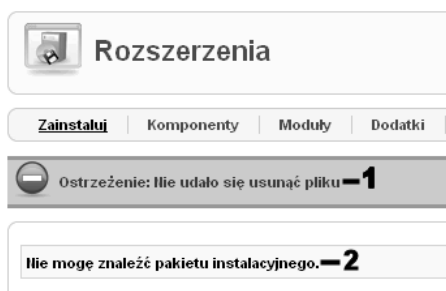 Rozszerzenia
Zainstaluj Komponenty Moduły Dodatki
Ostrzeżenie: Nie udało się usunąć pliku 1
Nie mogę znaleźć pakietu instalacyjnego. 2